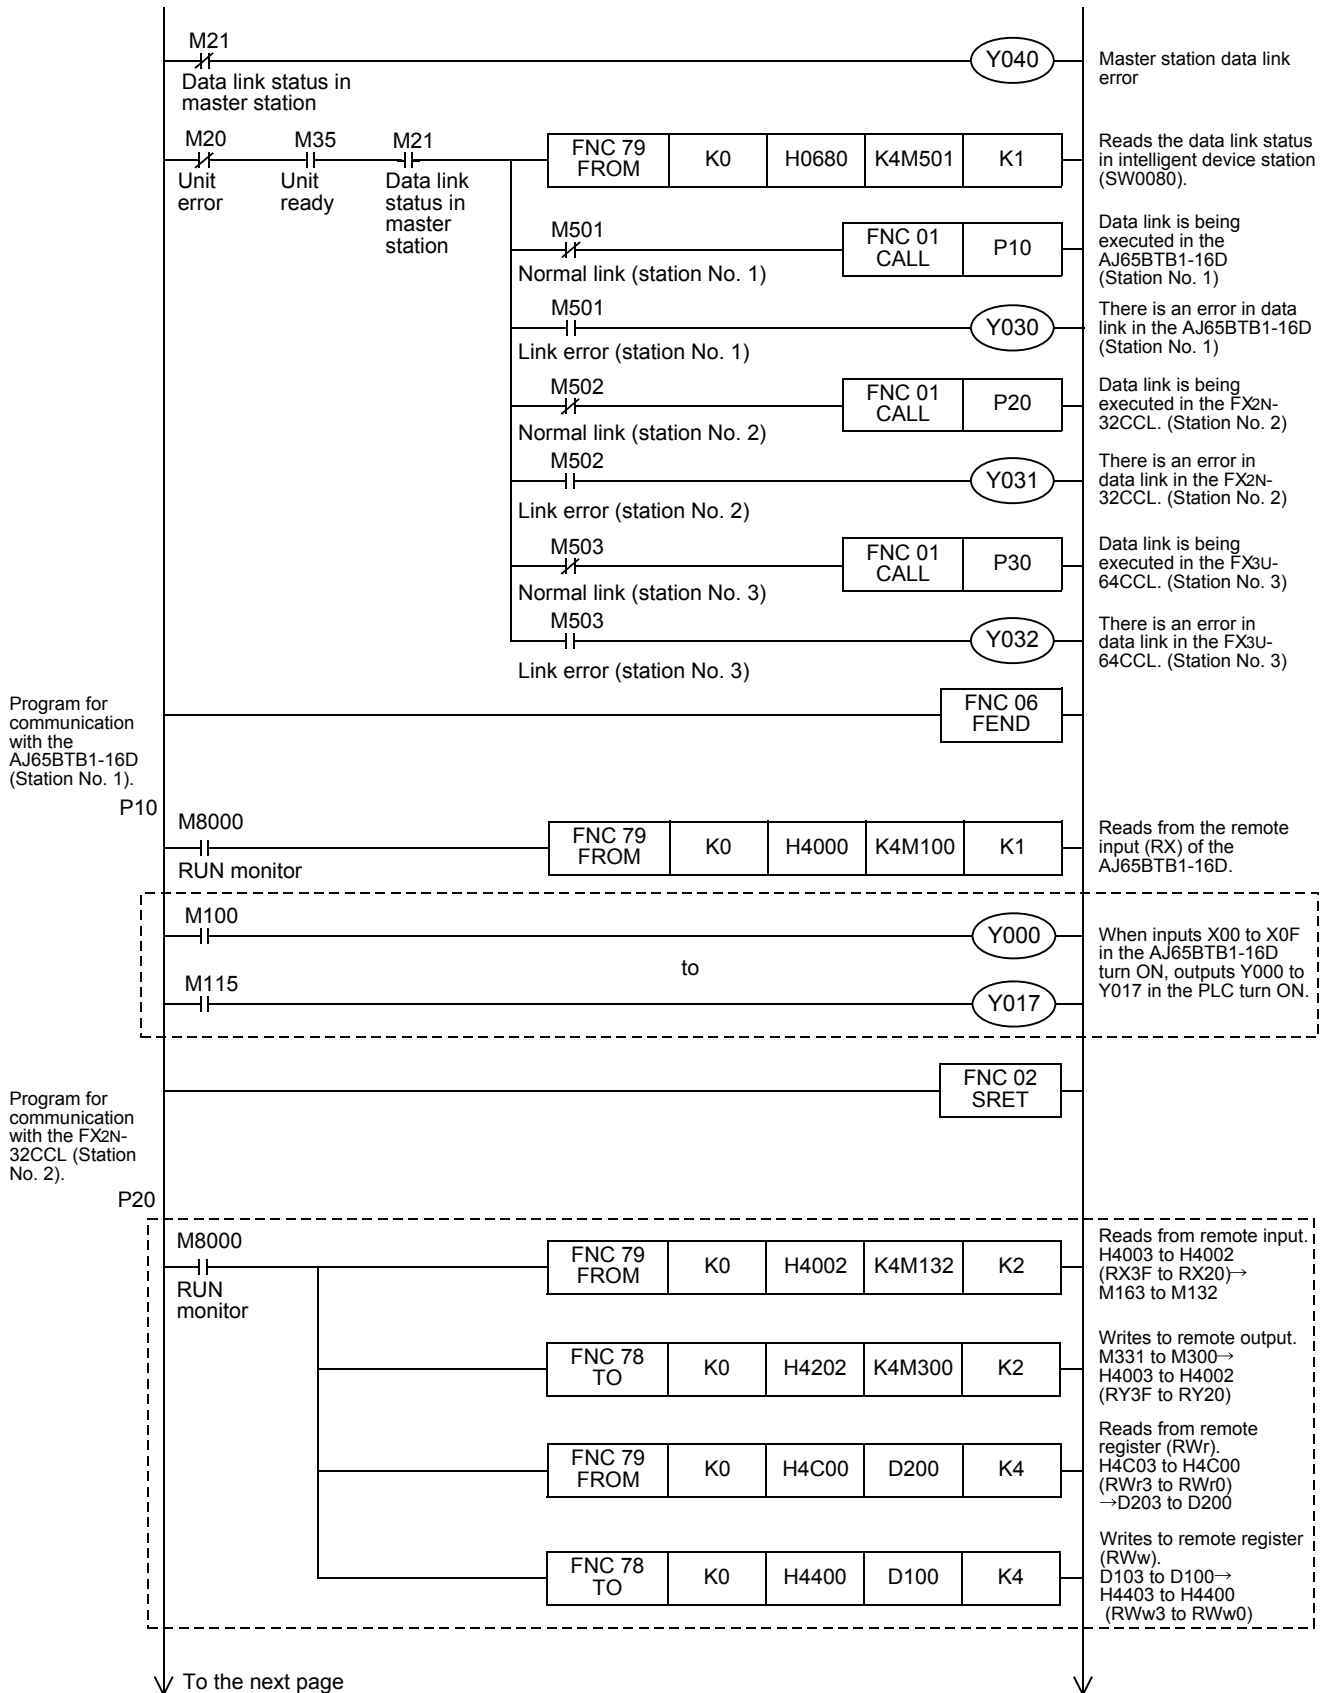 M21
Y040
Master station data link
error
Data link status in
master station
M20
M35
M21
FNC 79
FROM
K0
H0680
K4M501
K1
Reads the data link status
in intelligent device station
(SW0080).
Unit
error
Unit
ready
Data link
status in
master
station
M501
FNC 01
CALL
P10
Data link is being
executed in the
AJ65BTB1-16D
(Station No. 1)
Normal link (station No. 1)
M501
Y030
There is an error in data
link in the AJ65BTB1-16D
(Station No. 1)
Link error (station No. 1)
M502
FNC 01
CALL
P20
Data link is being
executed in the FX2N-
32CCL. (Station No. 2)
Normal link (station No. 2)
M502
Y031
There is an error in
data link in the FX2N-
32CCL. (Station No. 2)
Link error (station No. 2)
M503
FNC 01
CALL
P30
Data link is being
executed in the FX3U-
64CCL. (Station No. 3)
Normal link (station No. 3)
M503
Y032
There is an error in
data link in the FX3U-
64CCL. (Station No. 3)
Link error (station No. 3)
Program for
communication
with the
AJ65BTB1-16D
(Station No. 1).
FNC 06
FEND
P10
M8000
RUN monitor
FNC 79
FROM
K0
H4000
K4M100
K1
Reads from the remote
input (RX) of the
AJ65BTB1-16D.
M100
Y000
to
M115
Y017
When inputs X00 to X0F
in the AJ65BTB1-16D
turn ON, outputs Y000 to
Y017 in the PLC turn ON.
FNC 02
SRET
Program for
communication
with the FX2N-
32CCL (Station
No. 2).
P20
M8000
RUN
monitor
FNC 79
FROM
K0
H4002
K4M132
K2
Reads from remote input.
H4003 to H4002
(RX3F to RX20)→
M163 to M132
FNC 78
TO
K0
H4202
K4M300
K2
Writes to remote output.
M331 to M300→
H4003 to H4002
(RY3F to RY20)
FNC 79
FROM
K0
H4C00
D200
K4
Reads from remote
register (RWr).
H4C03 to H4C00
(RWr3 to RWr0)
→D203 to D200
FNC 78
TO
K0
H4400
D100
K4
Writes to remote register
(RWw).
D103 to D100→
H4403 to H4400
(RWw3 to RWw0)
To the next page